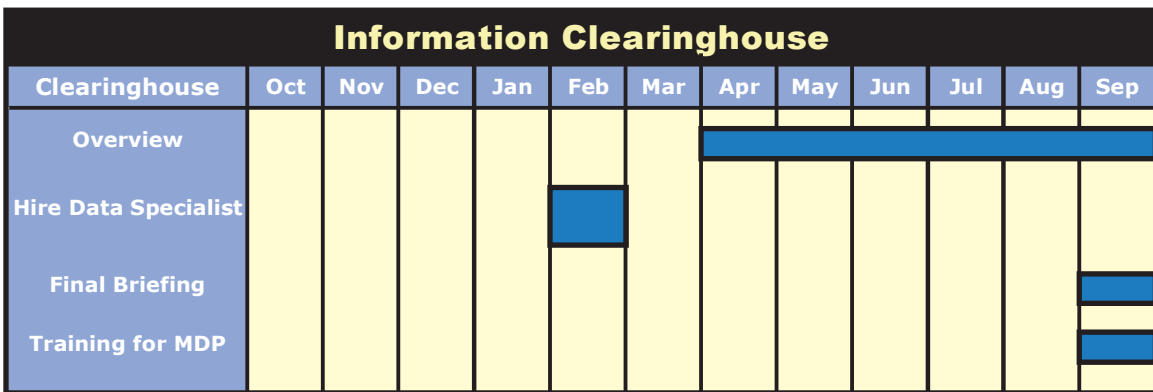 Information Clearinghouse
Clearinghouse Oct Nov Dec Jan Feb Mar Apr May Jun Jul Aug Sep
Overview
Hire Data Specialist
Final Briefing
Training for MDP